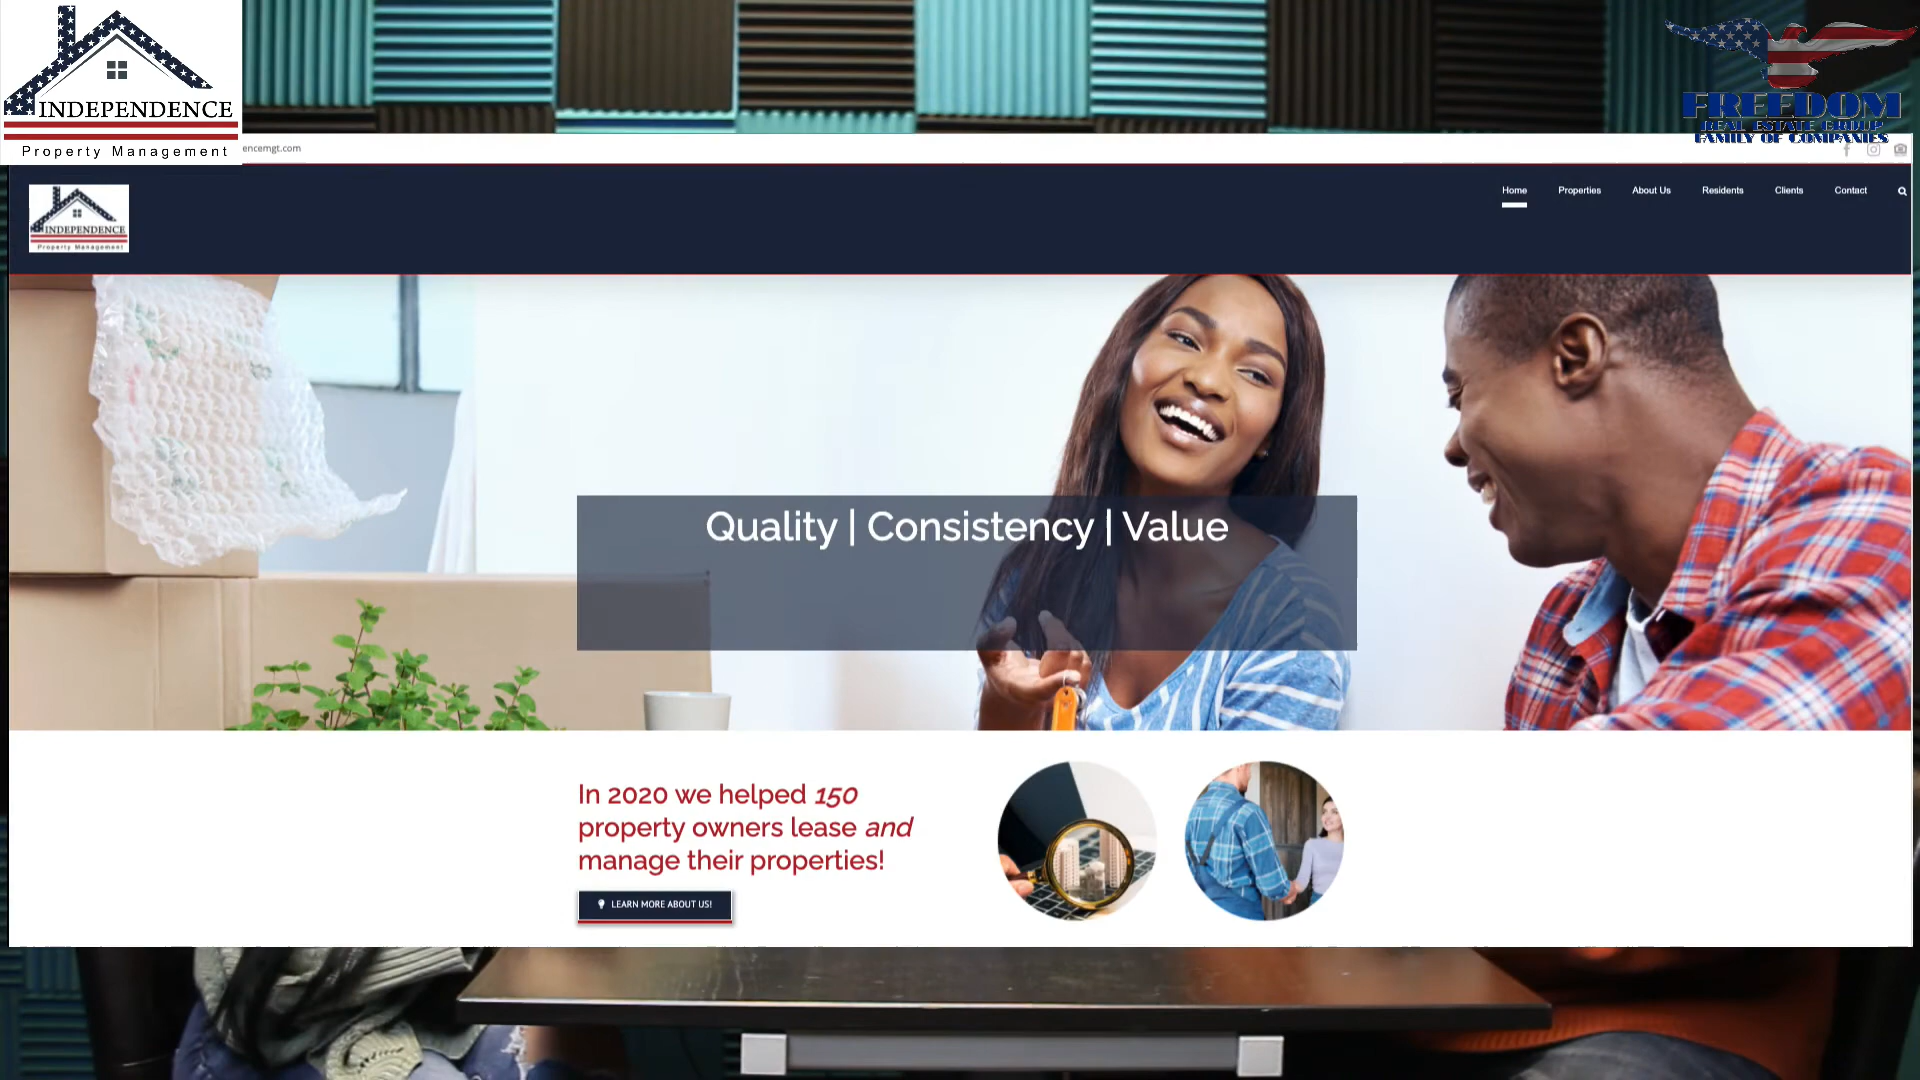 INDEPENDENCE
Property Management
FREEDOM
REAL ESTATE GROUP
FAMILY OF COMPANIES
encemgt.com
INDEPENDENCE
Property Management
Home
Properties
About Us
Residents
Clients
Contact
Quality | Consistency | Value
In 2020 we helped 150
property owners lease and
manage their properties!
LEARN MORE ABOUT US!